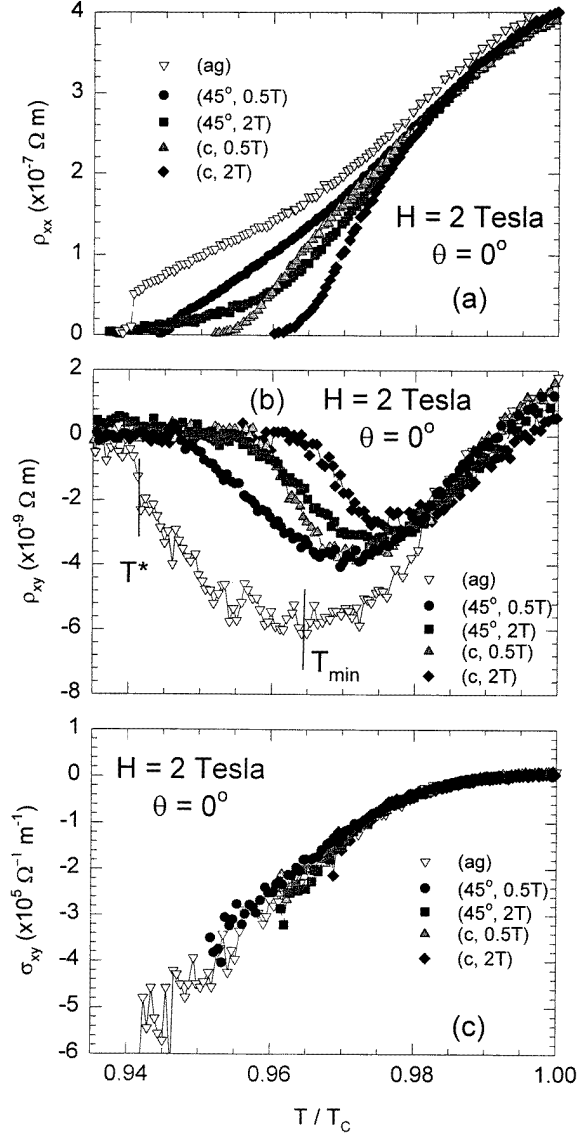 4
3
2
1
0
ρxx (x10⁻⁷ Ω m)
(ag)
(45°, 0.5T)
(45°, 2T)
(c, 0.5T)
(c, 2T)
H = 2 Tesla
θ = 0°
(a)
2
0
-2
-4
-6
-8
ρxy (x10⁻⁹ Ω m)
(b)
H = 2 Tesla
θ = 0°
T*
Tmin
(ag)
(45°, 0.5T)
(45°, 2T)
(c, 0.5T)
(c, 2T)
1
0
-1
-2
-3
-4
-5
-6
σxy (x10⁵ Ω⁻¹ m⁻¹)
H = 2 Tesla
θ = 0°
(ag)
(45°, 0.5T)
(45°, 2T)
(c, 0.5T)
(c, 2T)
(c)
0.94 0.96 0.98 1.00
T / TC